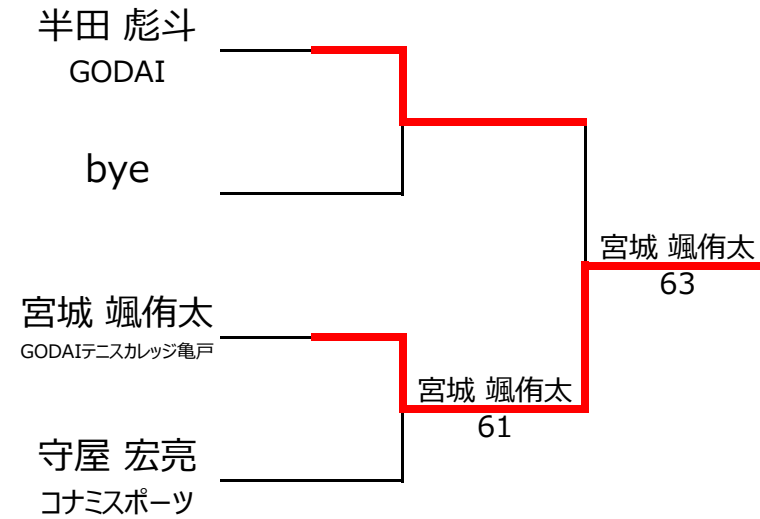 半田 彪斗
GODAI
bye
宮城 颯侑太
GODAIテニスカレッジ亀戸
守屋 宏亮
コナミスポーツ
宮城 颯侑太
61
宮城 颯侑太
63